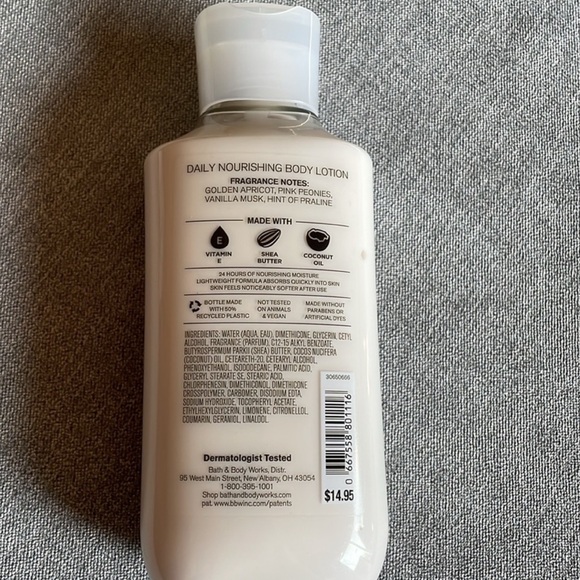 DAILY NOURISHING BODY LOTION
FRAGRANCE NOTES:
GOLDEN APRICOT, PINK PEONIES,
VANILLA MUSK, HINT OF PRALINE
MADE WITH
E
VITAMIN E
SHEA BUTTER
COCONUT OIL
24 HOURS OF NOURISHING MOISTURE
LIGHTWEIGHT FORMULA ABSORBS QUICKLY INTO SKIN
SKIN FEELS NOTICEABLY SOFTER AFTER USE
BOTTLE MADE WITH 50% RECYCLED PLASTIC
NOT TESTED ON ANIMALS & VEGAN
MADE WITHOUT PARABENS OR ARTIFICIAL DYES
INGREDIENTS: WATER (AQUA, EAU), DIMETHICONE, GLYCERIN, CETYL
ALCOHOL, FRAGRANCE (PARFUM), C12-15 ALKYL BENZOATE,
BUTYROSPERMUM PARKII (SHEA) BUTTER, COCOS NUCIFERA
(COCONUT) OIL, CETEARETH-20, CETEARYL ALCOHOL,
PHENOXYETHANOL, ISODODECANE, PALMITIC ACID,
GLYCERYL STEARATE SE, STEARIC ACID,
CHLORPHENESIN, DIMETHICONOL, DIMETHICONE
CROSSPOLYMER, CARBOMER, DISODIUM EDTA,
SODIUM HYDROXIDE, TOCOPHERYL ACETATE,
ETHYLHEXYLGLYCERIN, LIMONENE, CITRONELLOL,
COUMARIN, GERANIOL, LINALOOL.
30650666
0 667558 801116
$14.95
Dermatologist Tested
Bath & Body Works, Distr.
95 West Main Street, New Albany, OH 43054
1-800-395-1001
Shop bathandbodyworks.com
pat. www.bbwinc.com/patents